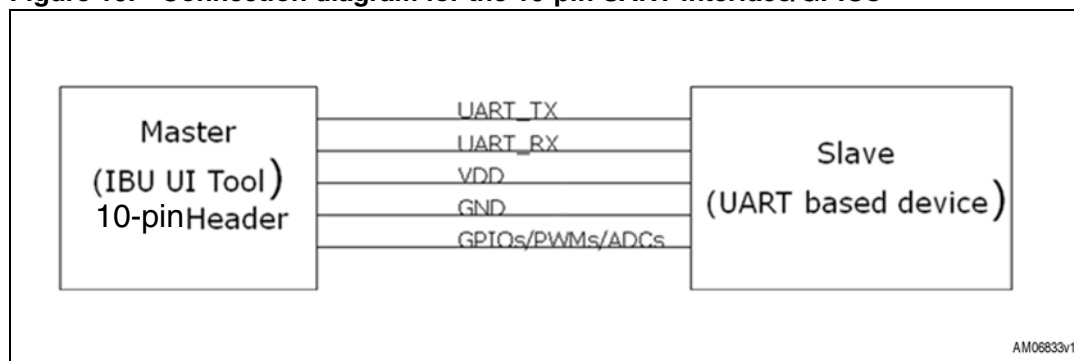 Master
(IBU UI Tool)
10-pinHeader
UART_TX
UART_RX
VDD
GND
GPIOs/PWMs/ADCs
Slave
(UART based device)
AM06833v1